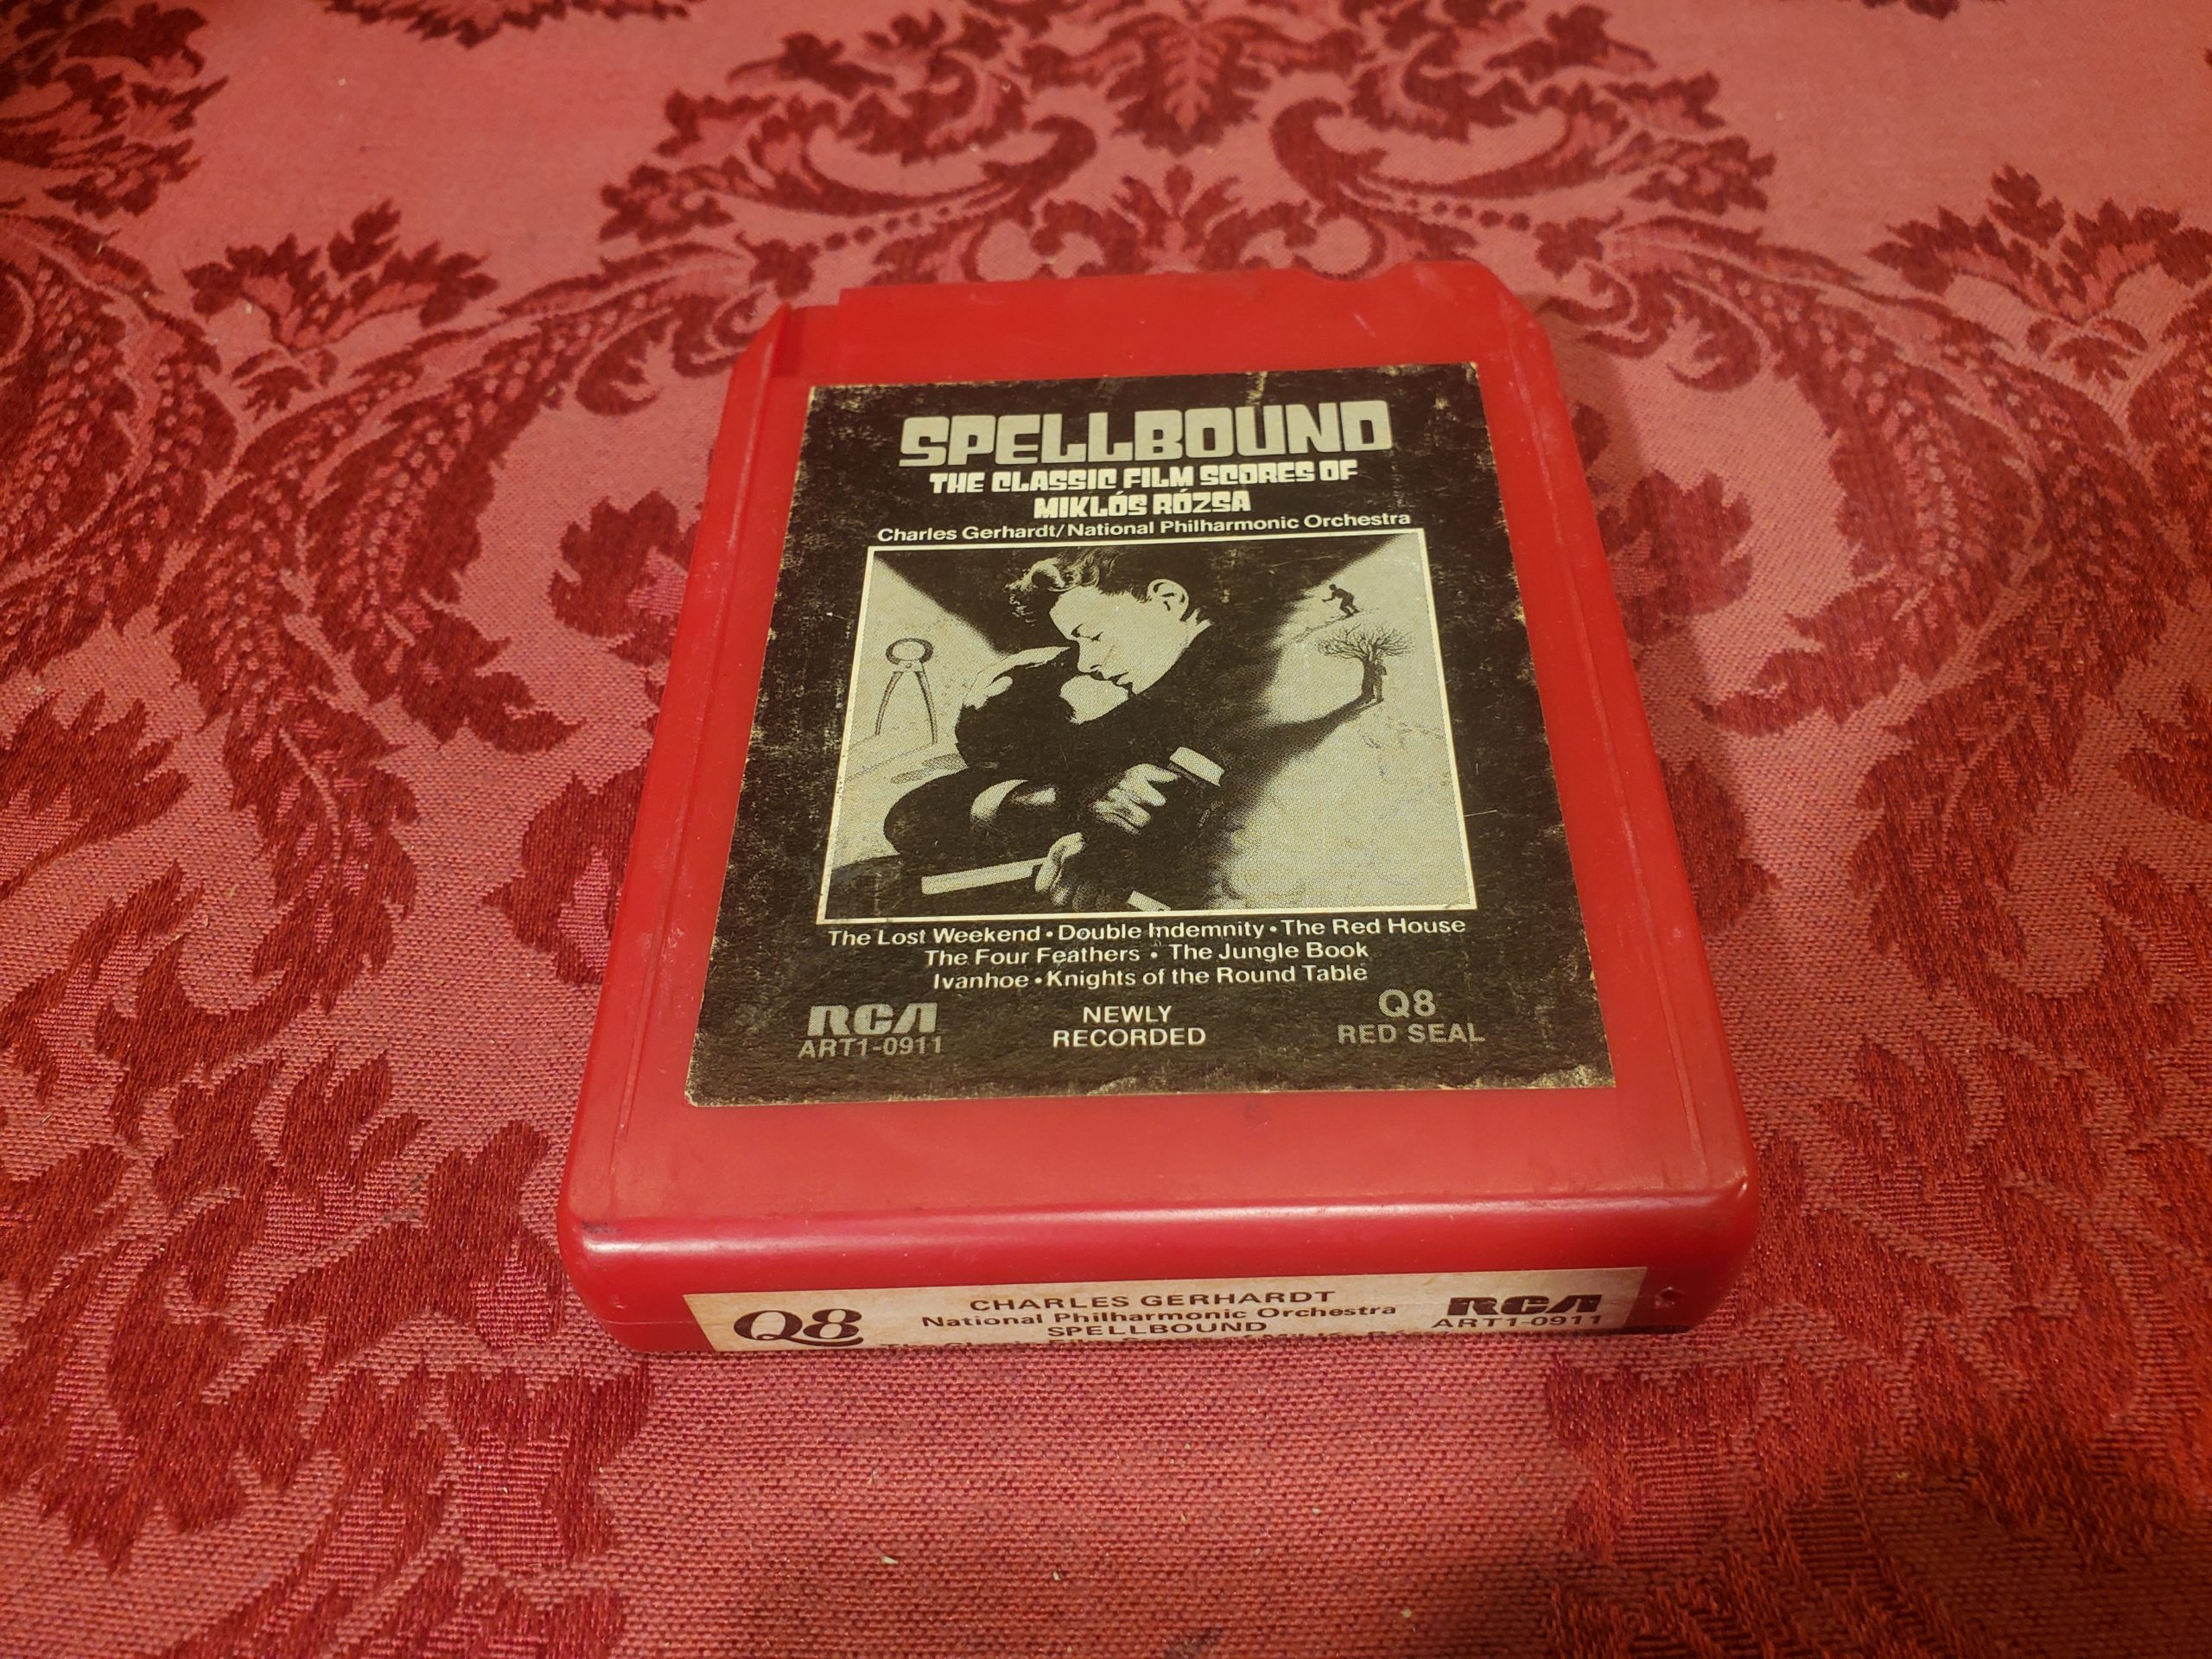 SPELLBOUND
THE CLASSIC FILM SCORES OF
MIKLÓS RÓZSA
Charles Gerhardt/National Philharmonic Orchestra
The Lost Weekend • Double Indemnity • The Red House
The Four Feathers • The Jungle Book
Ivanhoe • Knights of the Round Table
RCA
ART1-0911
NEWLY
RECORDED
Q8
RED SEAL
Q8
CHARLES GERHARDT
National Philharmonic Orchestra
SPELLBOUND
RCA
ART1-0911